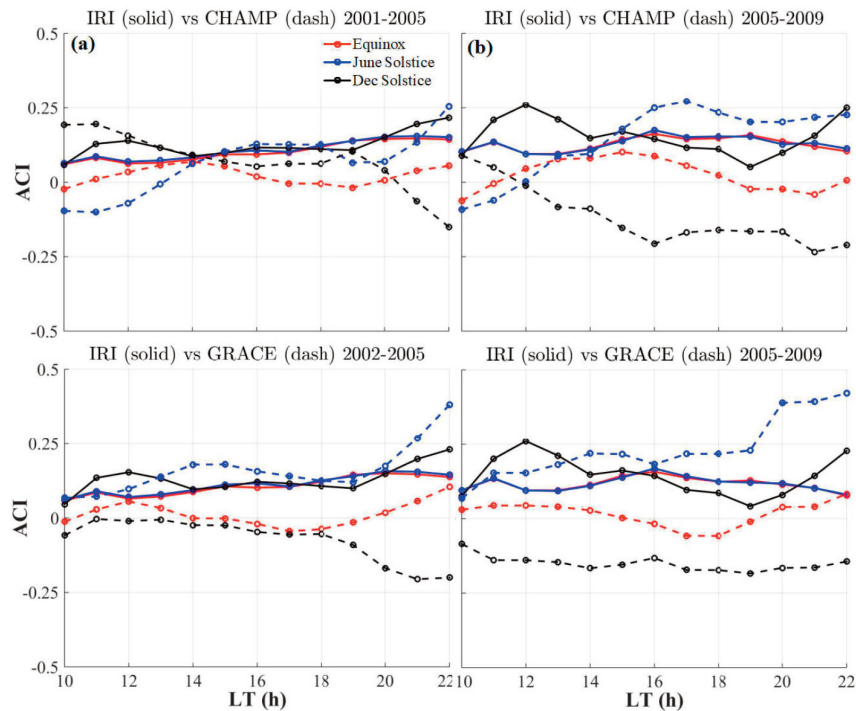 IRI (solid) vs CHAMP (dash) 2001-2005
IRI (solid) vs CHAMP (dash) 2005-2009
0.5
(a)
Equinox
June Solstice
Dec Solstice
(b)
0.25
ACI
0
-0.25
-0.5
IRI (solid) vs GRACE (dash) 2002-2005
IRI (solid) vs GRACE (dash) 2005-2009
0.5
0.25
ACI
0
-0.25
-0.5
10 12 14 16 18 20 22
10 12 14 16 18 20 22
LT (h)
LT (h)